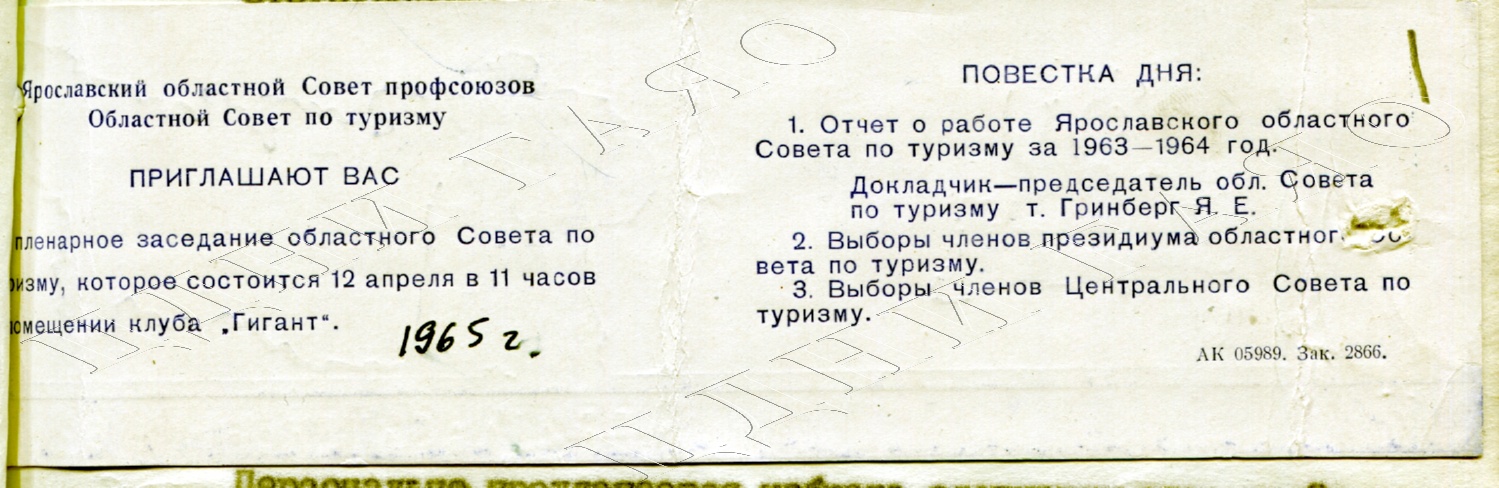 Ярославский областной Совет профсоюзов
Областной Совет по туризму
ПРИГЛАШАЮТ ВАС
пленарное заседание областного Совета по
ризму, которое состоится 12 апреля в 11 часов
омещении клуба „Гигант“.
1965 г.
ПОВЕСТКА ДНЯ:
1. Отчет о работе Ярославского областного
Совета по туризму за 1963—1964 год.
Докладчик—председатель обл. Совета
по туризму т. Гринберг Я. Е.
2. Выборы членов президиума областног
вета по туризму.
3. Выборы членов Центрального Совета по
туризму.
АК 05989. Зак. 2866.
ГАЯО
ГАЯО